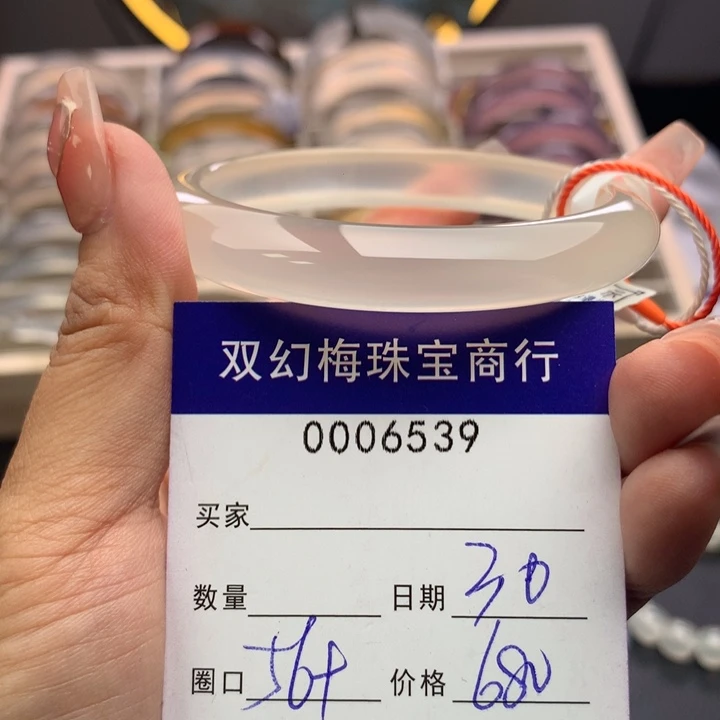 双幻梅珠宝商行
0006539
买家
数量 日期 30
圈口 56+ 价格 680